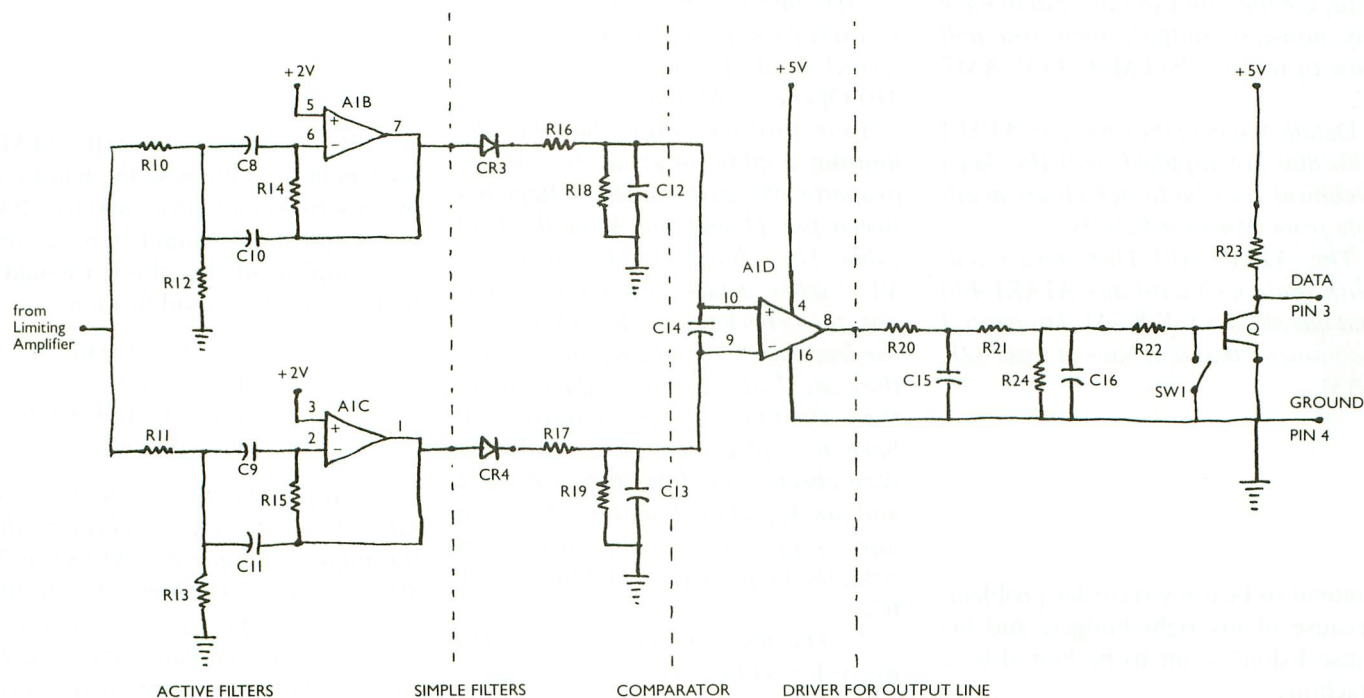 +5V
+5V
+2V
5
6
+
−
A1B
7
R10
C8
R14
C10
R12
CR3
R16
R18
C12
from
Limiting
Amplifier
+2V
3
2
+
−
A1C
1
R11
C9
R15
C11
R13
CR4
R17
R19
C13
C14
A1D
10
9
+
−
4
8
16
R20
C15
R21
R24
C16
R22
SW1
R23
Q
DATA
PIN 3
GROUND
PIN 4
ACTIVE FILTERS
SIMPLE FILTERS
COMPARATOR
DRIVER FOR OUTPUT LINE